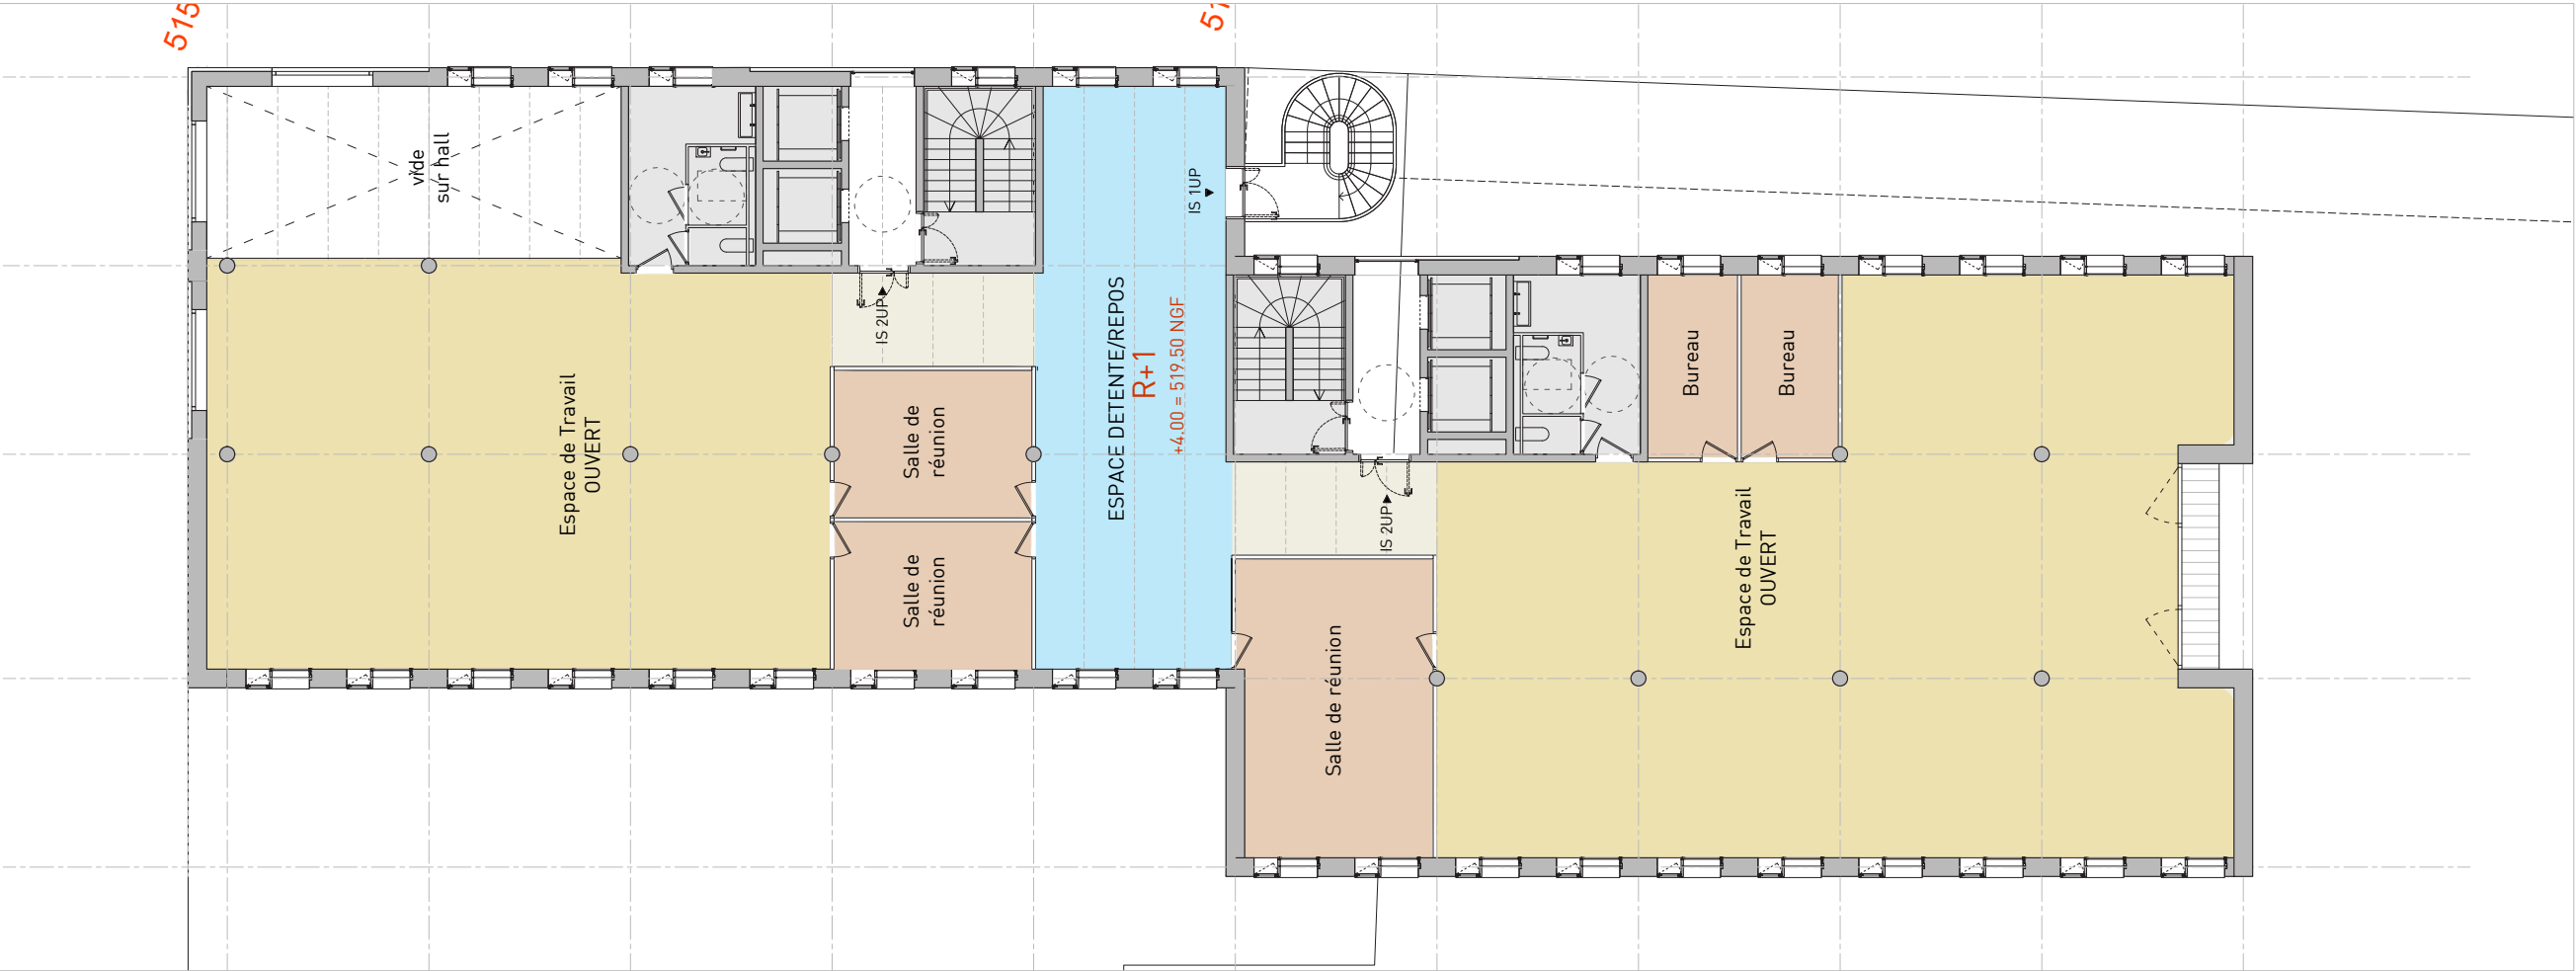 515
51
vide
sur hall
IS 1UP
IS 2UP
ESPACE DETENTE/REPOS
R+1
+4.00 = 519.50 NGF
Espace de Travail
OUVERT
Salle de
réunion
Salle de
réunion
Bureau
Bureau
IS 2UP
Espace de Travail
OUVERT
Salle de réunion